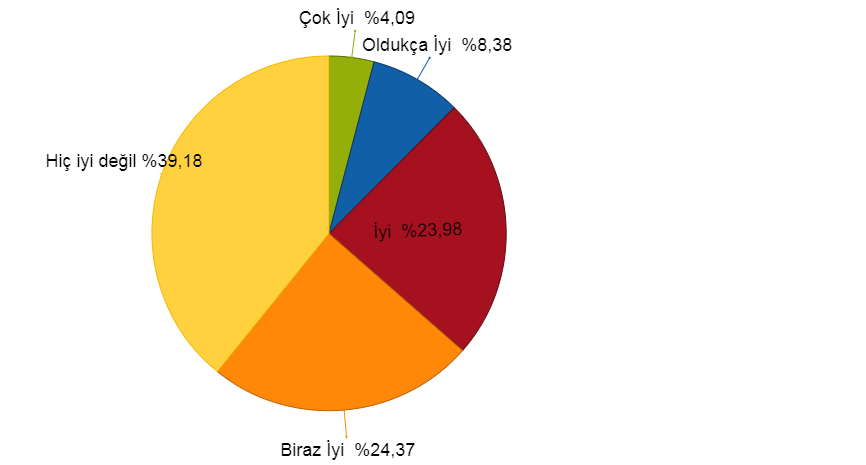 Çok İyi %4,09
Oldukça İyi %8,38
Hiç iyi değil %39,18
İyi %23,98
Biraz İyi %24,37